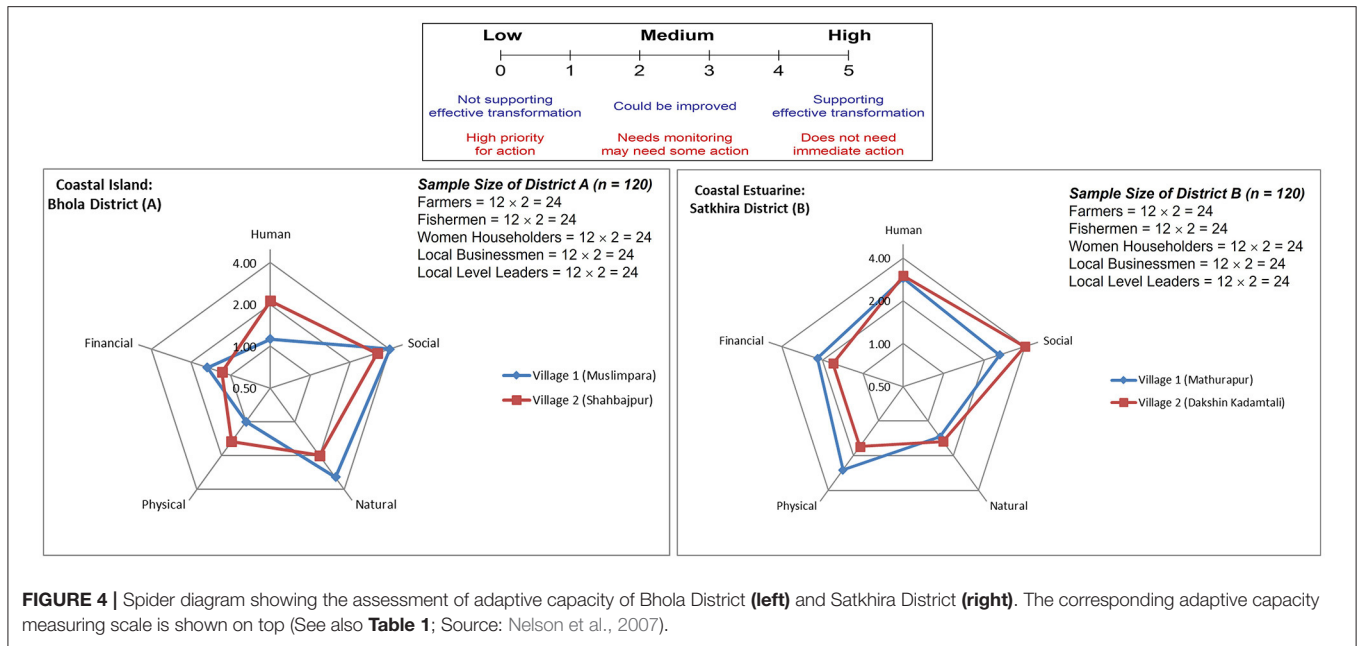 Low Medium High
0 1 2 3 4 5
Not supporting effective transformation
Could be improved
Supporting effective transformation
High priority for action
Needs monitoring may need some action
Does not need immediate action
Coastal Island:
Bhola District (A)
Sample Size of District A (n = 120)
Farmers = 12 × 2 = 24
Fishermen = 12 × 2 = 24
Women Householders = 12 × 2 = 24
Local Businessmen = 12 × 2 = 24
Local Level Leaders = 12 × 2 = 24
Human
4.00
2.00
1.00
0.50
Financial
Social
Physical
Natural
Village 1 (Muslimpara)
Village 2 (Shahbajpur)
Coastal Estuarine:
Satkhira District (B)
Sample Size of District B (n = 120)
Farmers = 12 × 2 = 24
Fishermen = 12 × 2 = 24
Women Householders = 12 × 2 = 24
Local Businessmen = 12 × 2 = 24
Local Level Leaders = 12 × 2 = 24
Human
4.00
2.00
1.00
0.50
Financial
Social
Physical
Natural
Village 1 (Mathurapur)
Village 2 (Dakshin Kadamtali)
FIGURE 4 | Spider diagram showing the assessment of adaptive capacity of Bhola District (left) and Satkhira District (right). The corresponding adaptive capacity
measuring scale is shown on top (See also Table 1; Source: Nelson et al., 2007).